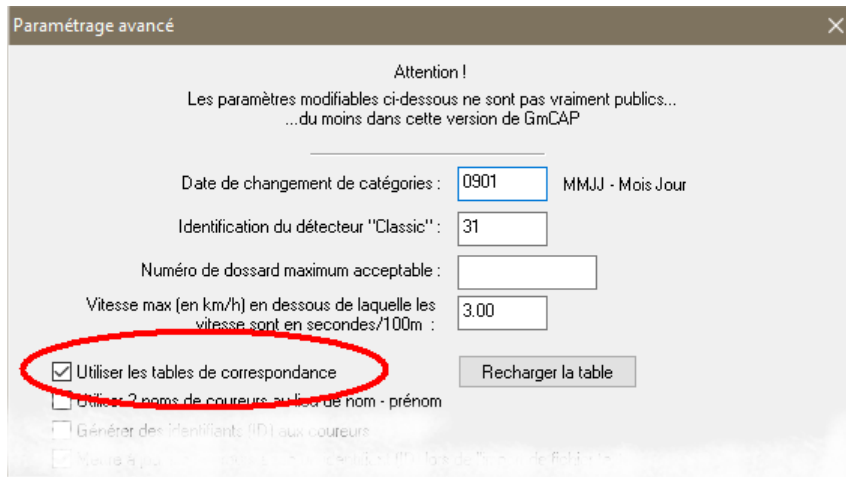 Paramétrage avancé
Attention !
Les paramètres modifiables ci-dessous ne sont pas vraiment publics...
...du moins dans cette version de GmCAP
Date de changement de catégories : 0901 MMJJ - Mois Jour
Identification du détecteur "Classic" : 31
Numéro de dossard maximum acceptable :
Vitesse max (en km/h) en dessous de laquelle les
vitesse sont en secondes/100m : 3.00
Utiliser les tables de correspondance Recharger la table
Utiliser 2 noms de coureurs au lieu de nom - prénom
Générer des identifiants (ID) aux coureurs